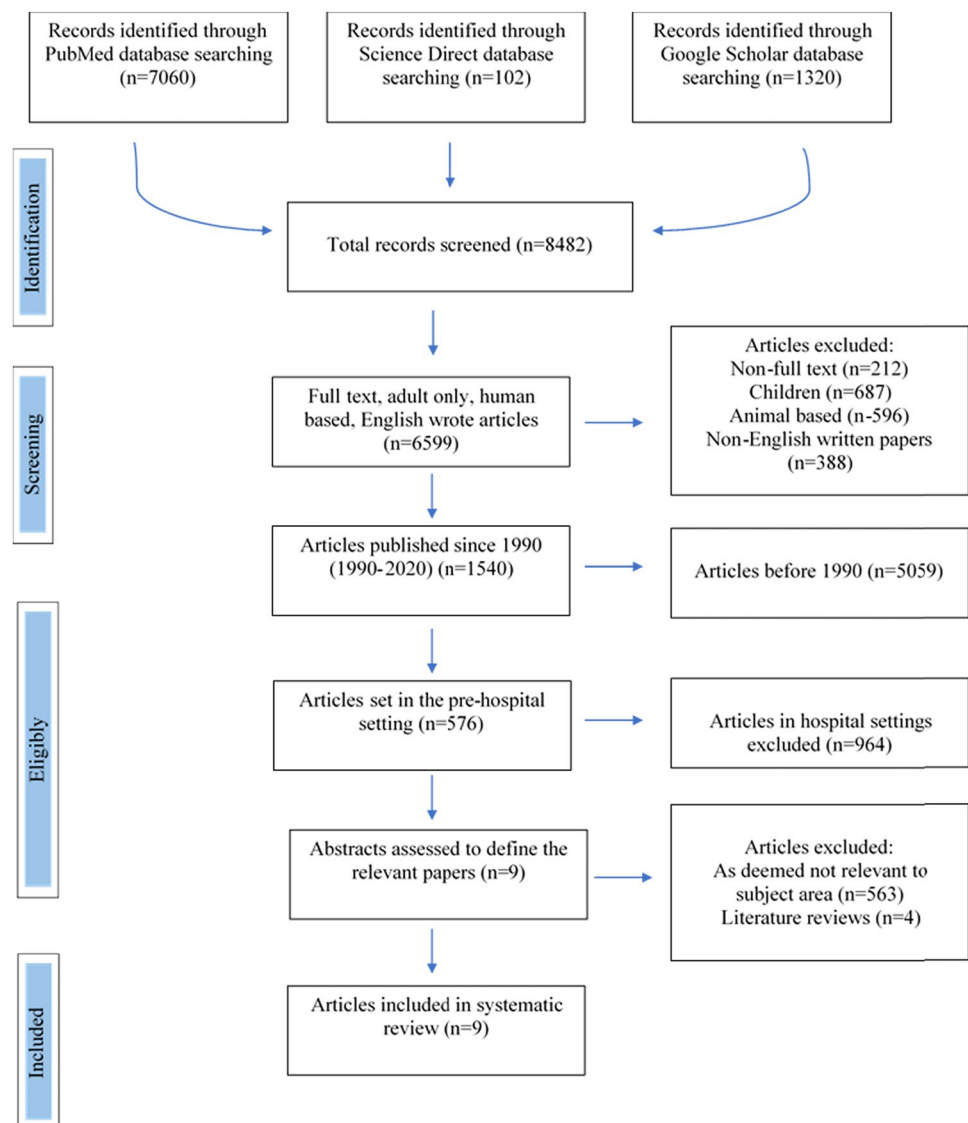 Records identified through
PubMed database searching
(n=7060)
Records identified through
Science Direct database
searching (n=102)
Records identified through
Google Scholar database
searching (n=1320)
Identification
Total records screened (n=8482)
Screening
Full text, adult only, human
based, English wrote articles
(n=6599)
Articles excluded:
Non-full text (n=212)
Children (n=687)
Animal based (n-596)
Non-English written papers
(n=388)
Articles published since 1990
(1990-2020) (n=1540)
Articles before 1990 (n=5059)
Eligibly
Articles set in the pre-hospital
setting (n=576)
Articles in hospital settings
excluded (n=964)
Abstracts assessed to define the
relevant papers (n=9)
Articles excluded:
As deemed not relevant to
subject area (n=563)
Literature reviews (n=4)
Included
Articles included in systematic
review (n=9)